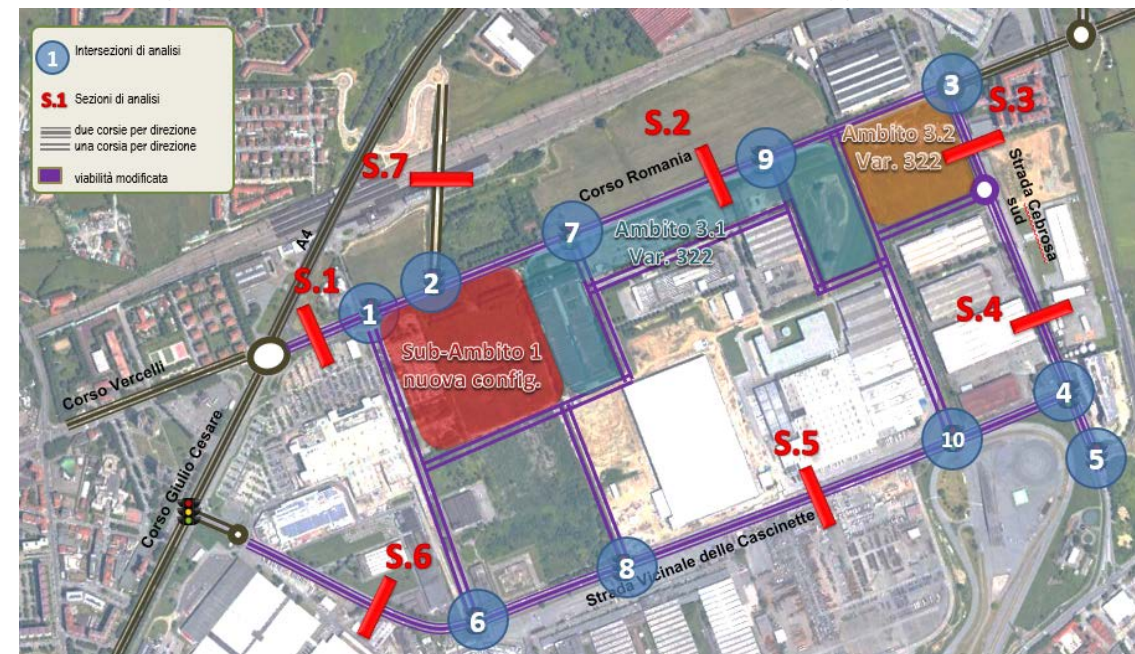 1 Intersezioni di analisi
S.1 Sezioni di analisi
due corsie per direzione
una corsia per direzione
viabilità modificata
3
S.3
S.2
Ambito 3.2
Var. 322
9
S.7
Corso Romania
Strada Cebrosa
sud
7
Ambito 3.1
Var. 322
A4
2
S.1
1
S.4
Sub-Ambito 1
nuova config.
Corso Vercelli
4
10
5
S.5
Corso Giulio Cesare
S.6
8
Strada Vicinale delle Cascinette
6